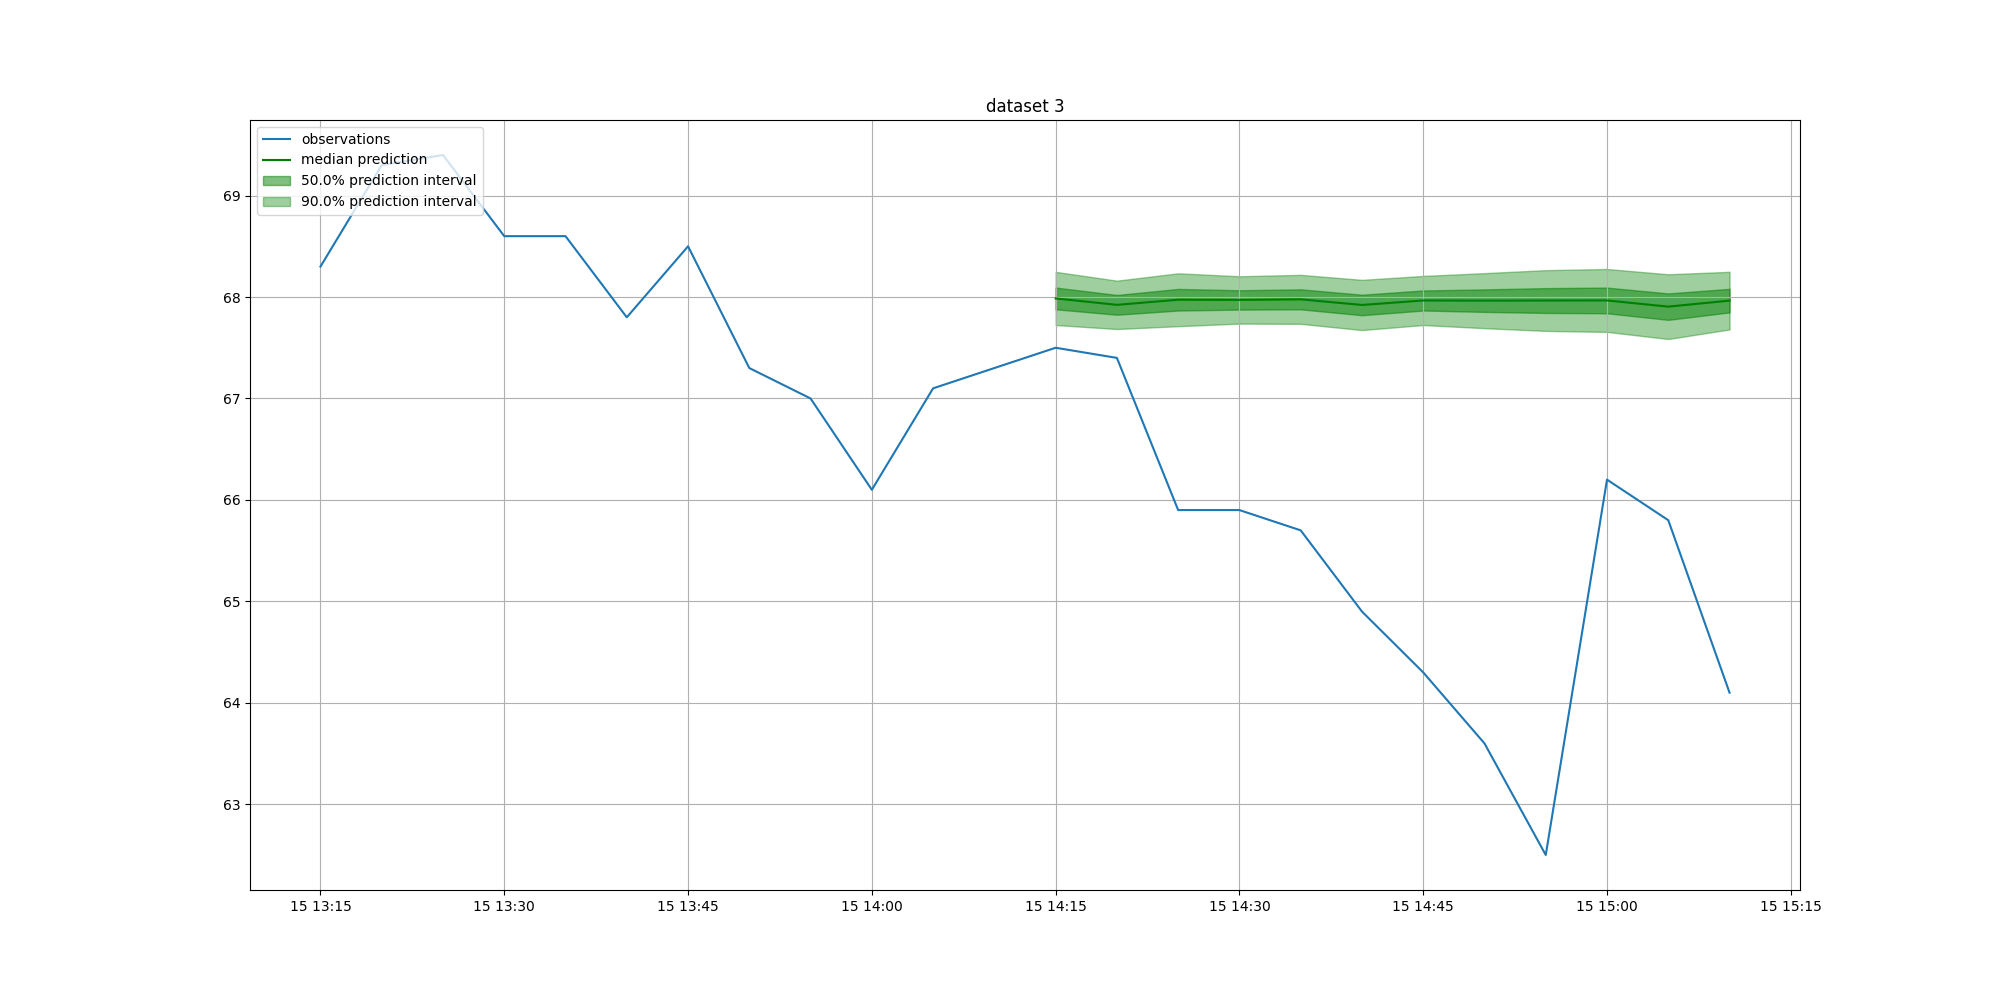 dataset 3
observations
median prediction
50.0% prediction interval
90.0% prediction interval
69
68
67
66
65
64
63
15 13:15 15 13:30 15 13:45 15 14:00 15 14:15 15 14:30 15 14:45 15 15:00 15 15:15